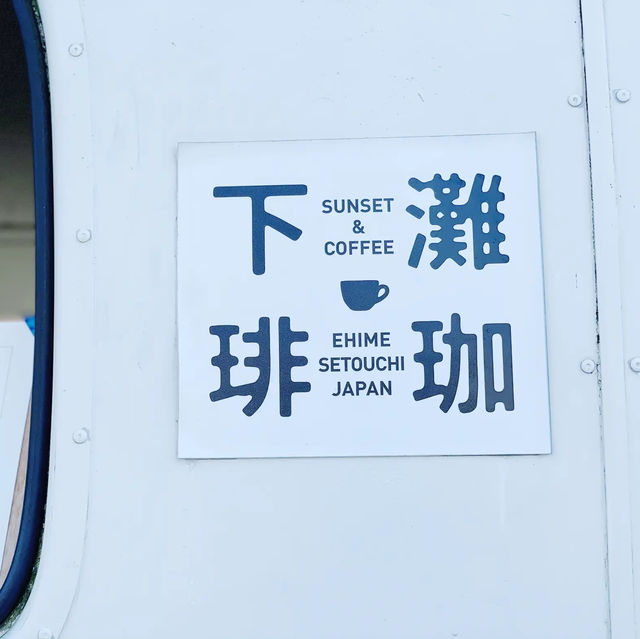 下灘
珈琲
SUNSET
&
COFFEE
EHIME
SETOUCHI
JAPAN